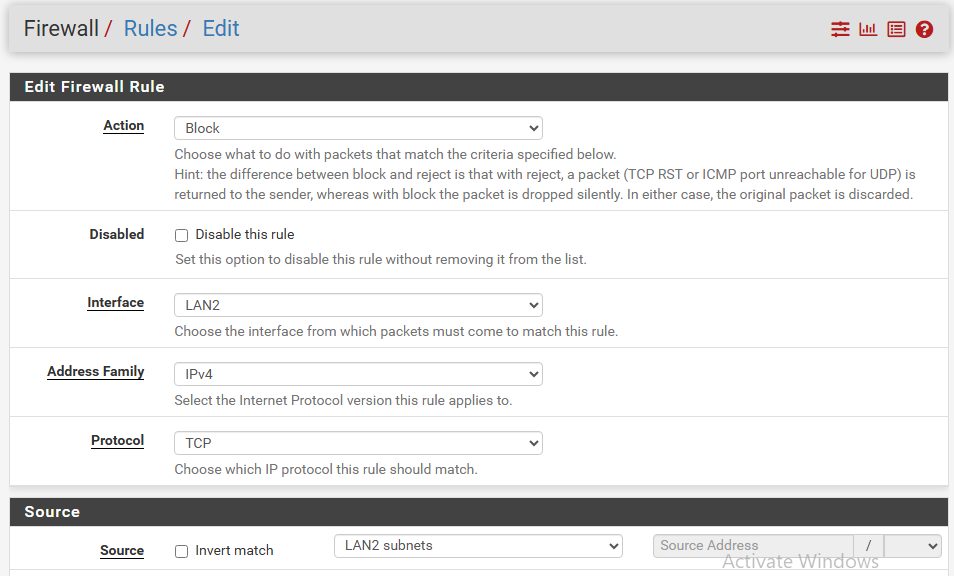 Firewall / Rules / Edit
Edit Firewall Rule
Action
Block
Choose what to do with packets that match the criteria specified below.
Hint: the difference between block and reject is that with reject, a packet (TCP RST or ICMP port unreachable for UDP) is
returned to the sender, whereas with block the packet is dropped silently. In either case, the original packet is discarded.
Disabled
Disable this rule
Set this option to disable this rule without removing it from the list.
Interface
LAN2
Choose the interface from which packets must come to match this rule.
Address Family
IPv4
Select the Internet Protocol version this rule applies to.
Protocol
TCP
Choose which IP protocol this rule should match.
Source
Source
Invert match
LAN2 subnets
Source Address
/
Activate Windows